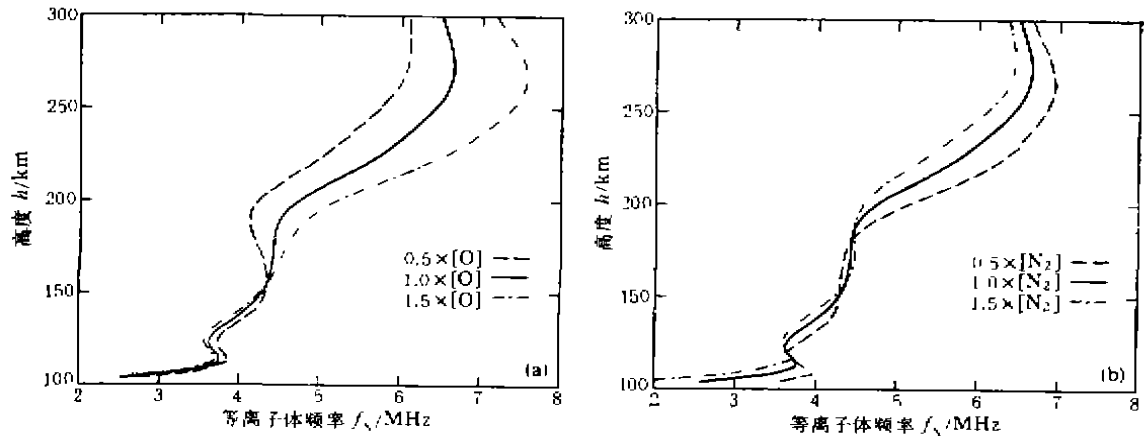 300
250
200
150
100
高度 h/km
0.5×[O]
1.0×[O]
1.5×[O]
(a)
2 3 4 5 6 7 8
等离子体频率 f_N/MHz
300
250
200
150
100
高度 h/km
0.5×[N₂]
1.0×[N₂]
1.5×[N₂]
(b)
2 3 4 5 6 7 8
等离子体频率 f_N/MHz